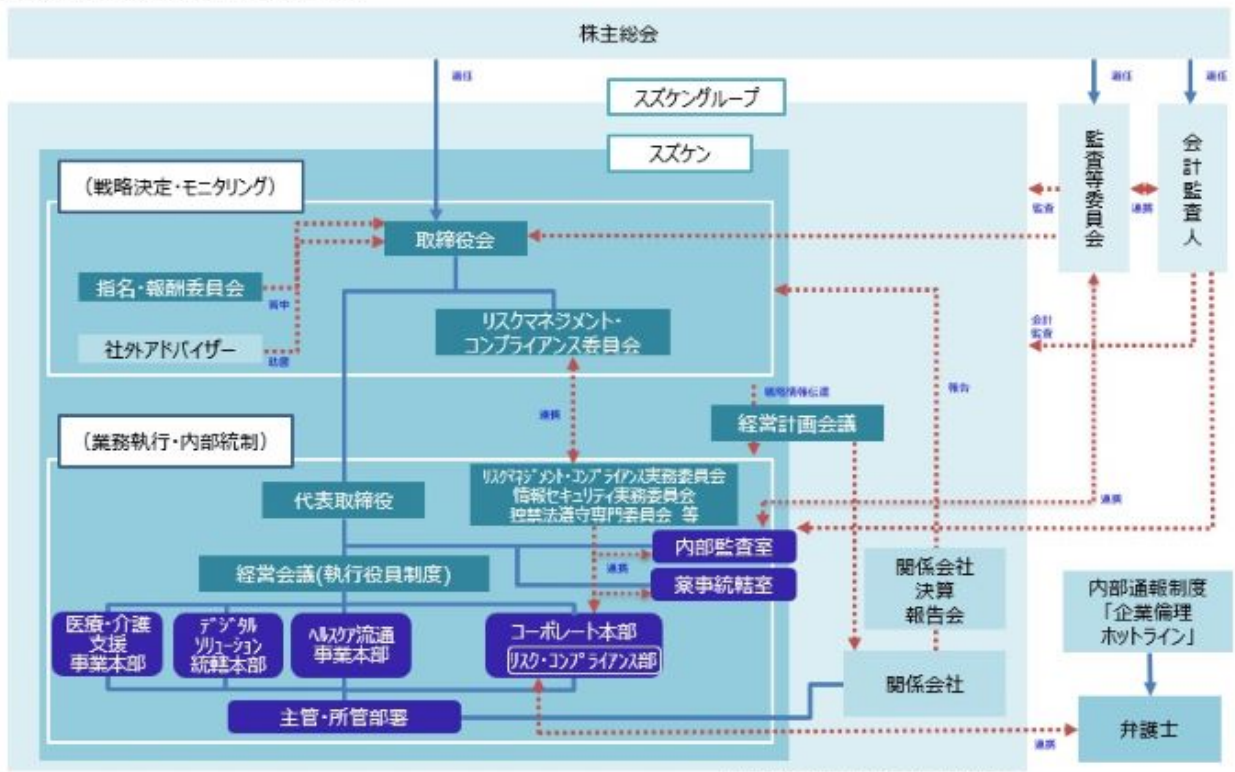 株主総会
選任
選任
選任
スズケングループ
スズケン
監査等委員会
会計監査人
(戦略決定・モニタリング)
取締役会
監査
連携
指名・報酬委員会
答申
社外アドバイザー
助言
リスクマネジメント・
コンプライアンス委員会
会計
監査
連携
戦略情報伝達
報告
経営計画会議
(業務執行・内部統制)
リスクマネジメント・コンプライアンス実務委員会
情報セキュリティ実務委員会
独禁法遵守専門委員会 等
代表取締役
連携
内部監査室
連携
薬事統轄室
経営会議(執行役員制度)
関係会社
決算
報告会
内部通報制度
「企業倫理
ホットライン」
医療・介護
支援
事業本部
デジタル
ソリューション
統轄本部
ヘルスケア流通
事業本部
コーポレート本部
リスク・コンプライアンス部
関係会社
主管・所管部署
弁護士
連携